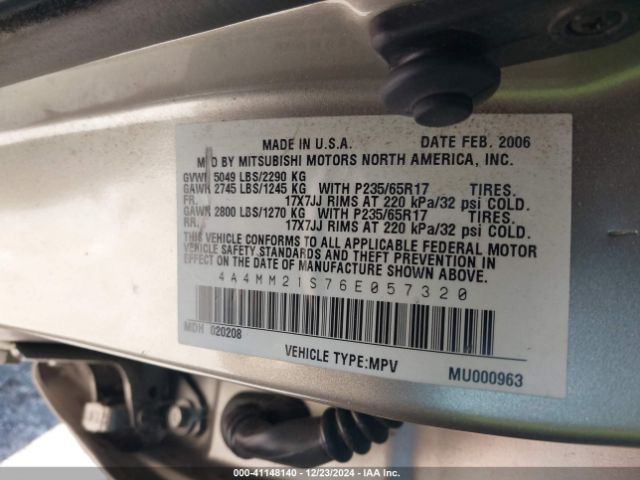 MADE IN U.S.A. DATE FEB. 2006
MFD BY MITSUBISHI MOTORS NORTH AMERICA, INC.
GVWR 5049 LBS/2290 KG
GAWR 2745 LBS/1245 KG WITH P235/65R17 TIRES.
FR. 17X7JJ RIMS AT 220 kPa/32 psi COLD.
GAWR 2800 LBS/1270 KG WITH P235/65R17 TIRES.
RR. 17X7JJ RIMS AT 220 kPa/32 psi COLD.
THIS VEHICLE CONFORMS TO ALL APPLICABLE FEDERAL MOTOR
VEHICLE SAFETY STANDARDS AND THEFT PREVENTION IN
EFFECT ON THE DATE OF MANUFACTURE SHOWN ABOVE.
4A4MM21S76E057320
MDH 020208
VEHICLE TYPE:MPV MU000963
40-41148140 - 12/23/2024 - IAA Inc.